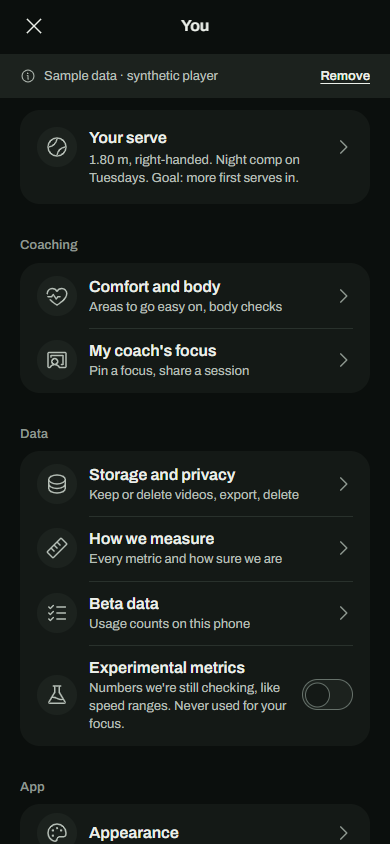 You
Sample data · synthetic player
Remove
Your serve
1.80 m, right-handed. Night comp on
Tuesdays. Goal: more first serves in.
Coaching
Comfort and body
Areas to go easy on, body checks
My coach's focus
Pin a focus, share a session
Data
Storage and privacy
Keep or delete videos, export, delete
How we measure
Every metric and how sure we are
Beta data
Usage counts on this phone
Experimental metrics
Numbers we're still checking, like
speed ranges. Never used for your
focus.
App
Appearance